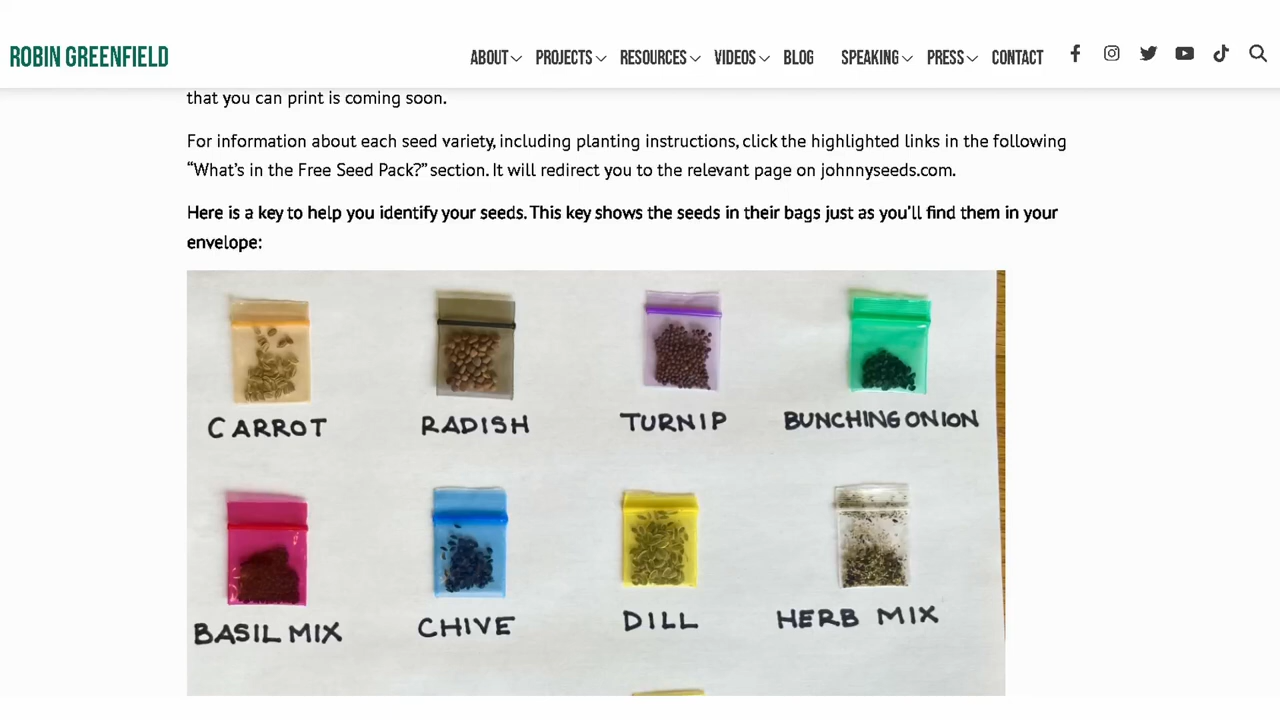 ROBIN GREENFIELD
ABOUT PROJECTS RESOURCES VIDEOS BLOG SPEAKING PRESS CONTACT
that you can print is coming soon.
For information about each seed variety, including planting instructions, click the highlighted links in the following
“What’s in the Free Seed Pack?” section. It will redirect you to the relevant page on johnnyseeds.com.
Here is a key to help you identify your seeds. This key shows the seeds in their bags just as you'll find them in your
envelope:
CARROT RADISH TURNIP BUNCHING ONION
BASIL MIX CHIVE DILL HERB MIX